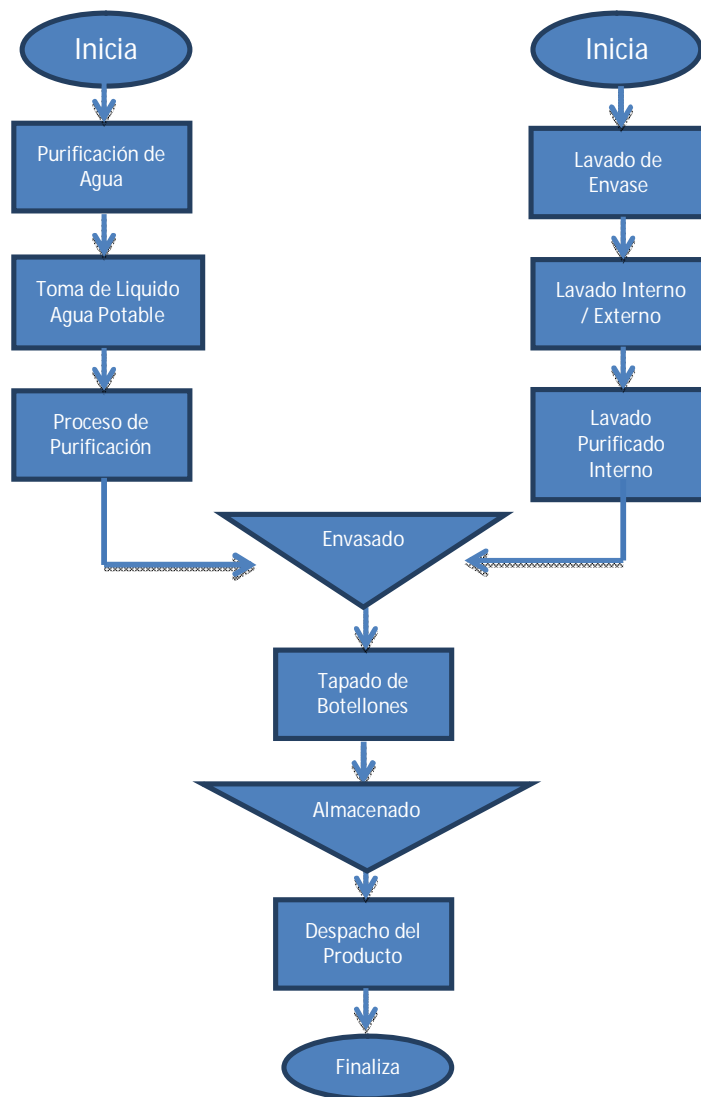 Inicia
Purificación de
Agua
Toma de Liquido
Agua Potable
Proceso de
Purificación
Inicia
Lavado de
Envase
Lavado Interno
/ Externo
Lavado
Purificado
Interno
Envasado
Tapado de
Botellones
Almacenado
Despacho del
Producto
Finaliza